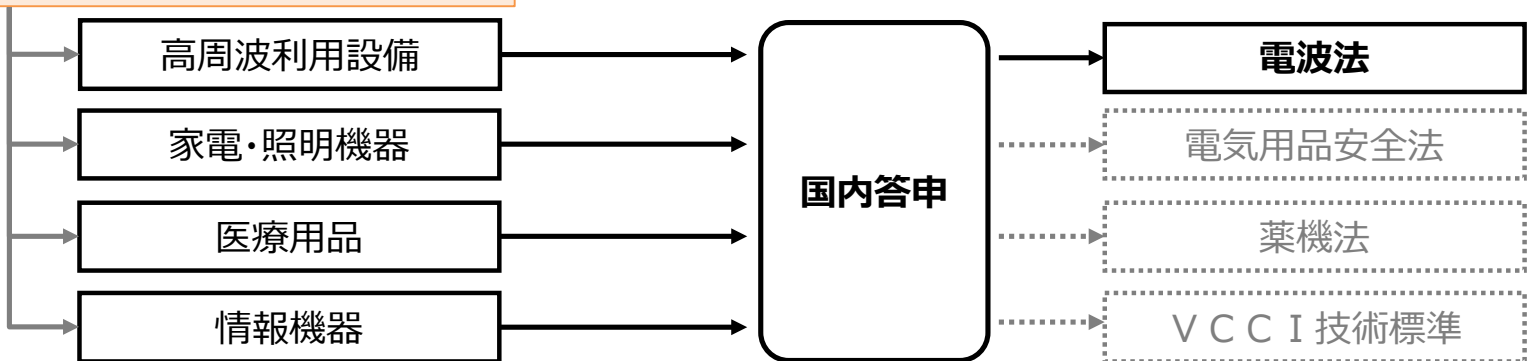 高周波利用設備
家電・照明機器
医療用品
情報機器
国内答申
電波法
電気用品安全法
薬機法
ＶＣＣＩ技術標準